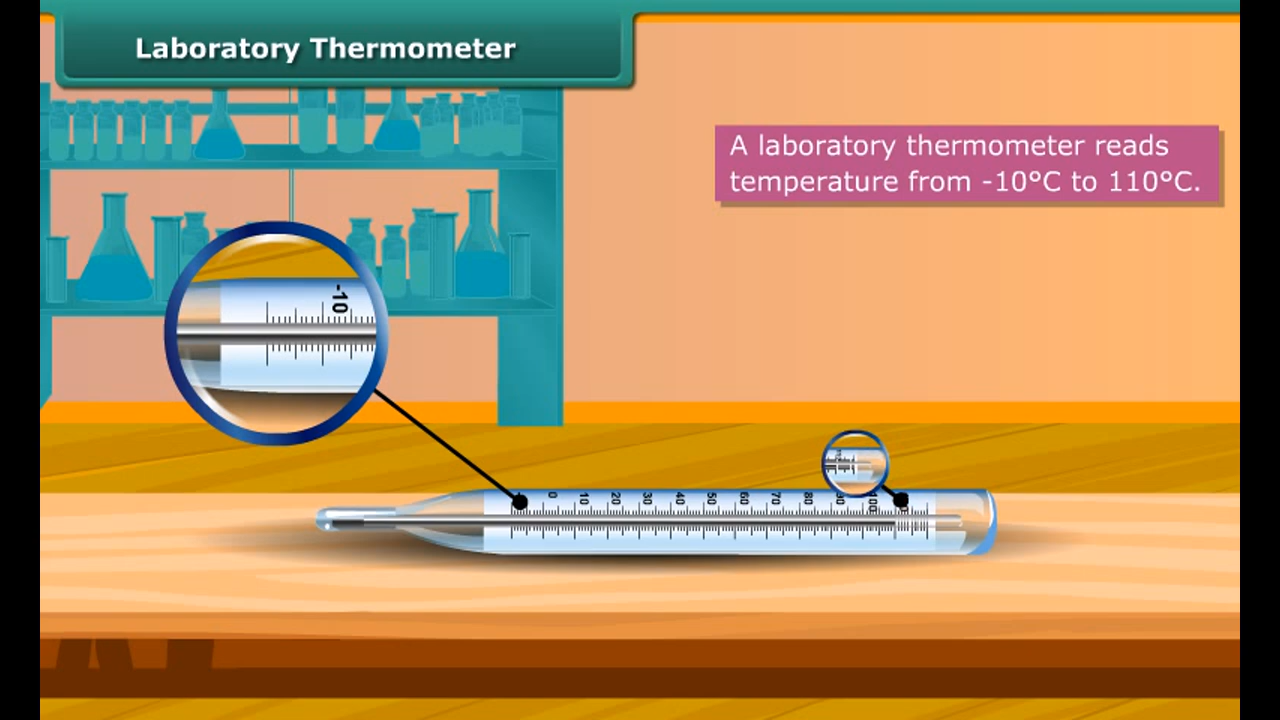 Laboratory Thermometer
A laboratory thermometer reads
temperature from -10°C to 110°C.
-10
0 10 20 30 40 50 60 70 80 90 100